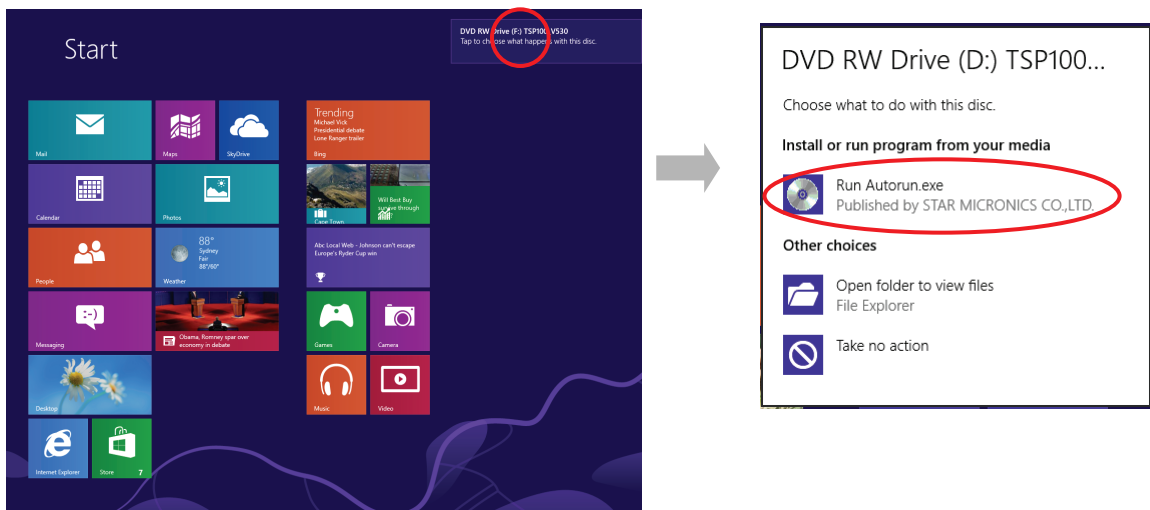 Start
DVD RW Drive (F:) TSP100_V530
Tap to choose what happens with this disc.
Mail
Maps
SkyDrive
Calendar
Photos
People
88°
Sydney
Fair
88°/60°
Weather
Messaging
Obama, Romney spar over
economy in debate
Desktop
Internet Explorer
Store
7
Trending
Michael Vick
Presidential debate
Lone Ranger trailer
Bing
Cape Town
Will Best Buy
survive through
Abc Local Web - Johnson can't escape
Europe's Ryder Cup win
Games
Camera
Music
Video
DVD RW Drive (D:) TSP100...
Choose what to do with this disc.
Install or run program from your media
Run Autorun.exe
Published by STAR MICRONICS CO.,LTD.
Other choices
Open folder to view files
File Explorer
Take no action